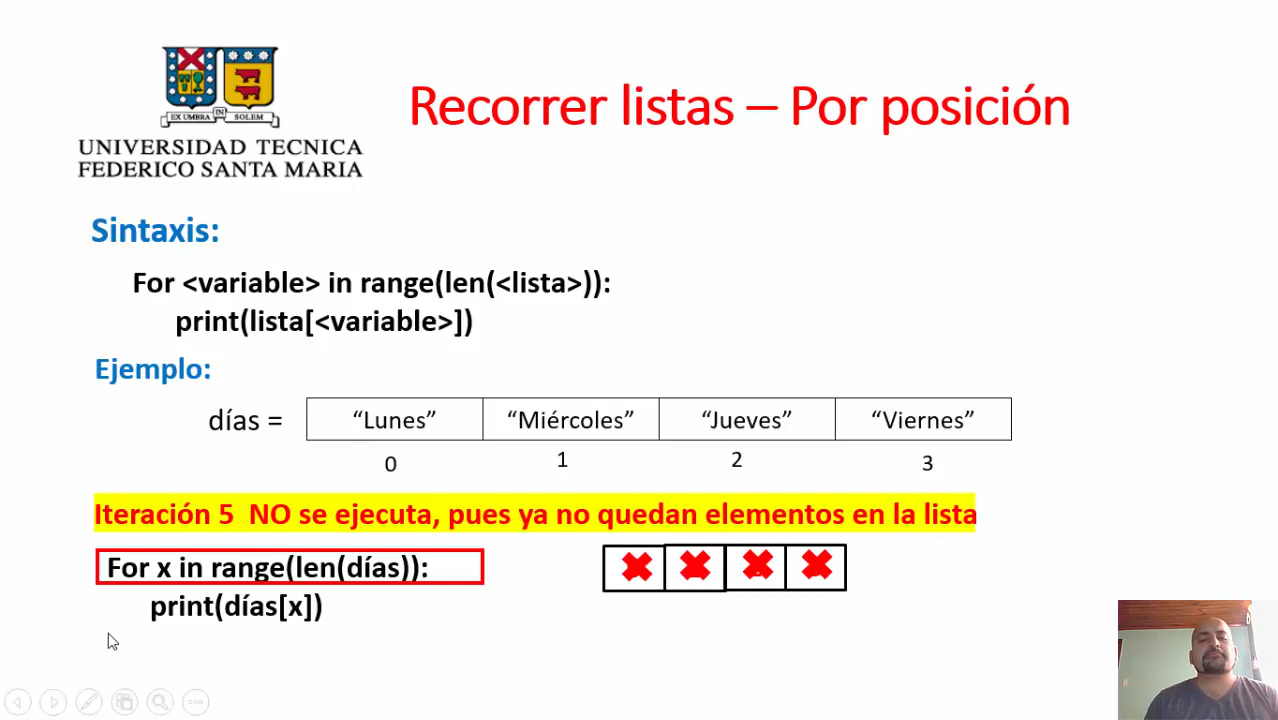 EX UMBRA IN SOLEM
UNIVERSIDAD TECNICA
FEDERICO SANTA MARIA
Recorrer listas – Por posición
Sintaxis:
For <variable> in range(len(<lista>)):
print(lista[<variable>])
Ejemplo:
días = “Lunes” “Miércoles” “Jueves” “Viernes”
0 1 2 3
Iteración 5 NO se ejecuta, pues ya no quedan elementos en la lista
For x in range(len(días)):
print(días[x])